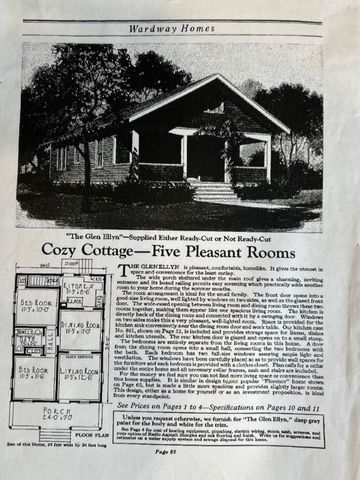 Wardway Homes
"The Glen Ellyn"—Supplied Either Ready-Cut or Not Ready-Cut
Cozy Cottage—Five Pleasant Rooms
THE GLEN ELLYN is pleasant, comfortable, homelike. It gives the utmost in
space and convenience for the least outlay.
The wide porch sheltered under the main roof gives a charming, inviting
entrance and its boxed railing permits easy screening which practically adds another
room to your home during the summer months.
The room arrangement is ideal for the small family. The front door opens into a
good-size living room, well lighted by windows on two sides, as well as the glazed front
door. The wide opening between living room and dining room throws these two
rooms together, making them appear like one spacious living room. The kitchen is
directly back of the dining room and connected with it by a swinging door. Windows
on two sides make this a very pleasant, well lighted room. Space is provided for the
kitchen sink conveniently near the dining room door and work table. Our kitchen case
No. 861, shown on Page 52, is included and provides storage space for linens, dishes
and kitchen utensils. The rear kitchen door is glazed and opens on to a small stoop.
The bedrooms are entirely separate from the living rooms in this home. A door
from the dining room opens into a small hall, connecting the two bedrooms with
the bath. Each bedroom has two full-size windows assuring ample light and
ventilation. The windows have been carefully placed so as to provide wall spaces for
the furniture and each bedroom is provided with a clothes closet. Plan calls for a cellar
under the entire home and all necessary cellar frames, sash and stairs are included.
For the money we feel sure you will not find more living space or convenience than
this home supplies. It is similar in design to our popular "Florence" home shown
on Page 65, but is made a little more spacious and provides slightly larger rooms.
This design, either as a home for yourself or as an investment proposition, is ideal
from every standpoint.
See Prices on Pages 1 to 4—Specifications on Pages 10 and 11
Unless you request otherwise, we furnish for "The Glen Ellyn," deep gray
paint for the body and white for the trim.
See Page 6 for cost of heating equipment, plumbing, electric wiring, storm sash, screens, and
your option of Radio Asphalt Shingles and oak flooring and finish. Write us for suggestions and
estimates on a water supply system and sewage disposal for this home.
STOOP
KITCHEN
BED ROOM
DINING ROOM
HALL
BED ROOM
LIVING ROOM
PORCH
FLOOR PLAN
Size of this Home, 24 feet wide by 34 feet long
Page 83